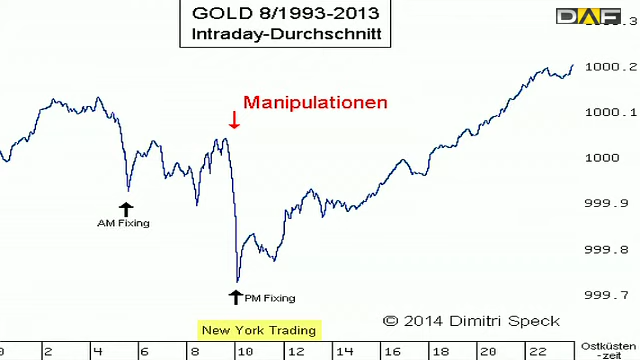 GOLD 8/1993-2013
Intraday-Durchschnitt
DAF
1000.2
Manipulationen
1000.1
1000
999.9
AM Fixing
999.8
PM Fixing
999.7
New York Trading
© 2014 Dimitri Speck
0 2 4 6 8 10 12 14 16 18 20 22
Ostküsten
-zeit